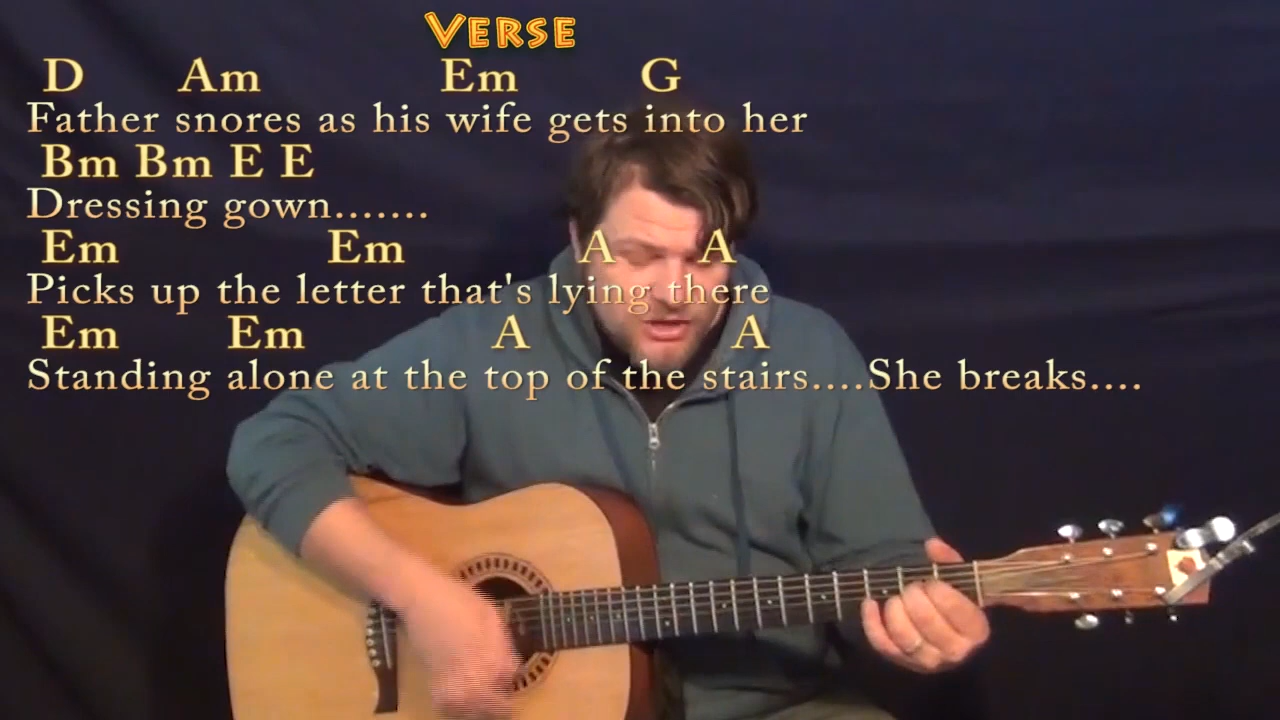 VERSE
D Am Em G
Father snores as his wife gets into her
Bm Bm E E
Dressing gown.......
Em Em A A
Picks up the letter that's lying there
Em Em A A
Standing alone at the top of the stairs....She breaks....